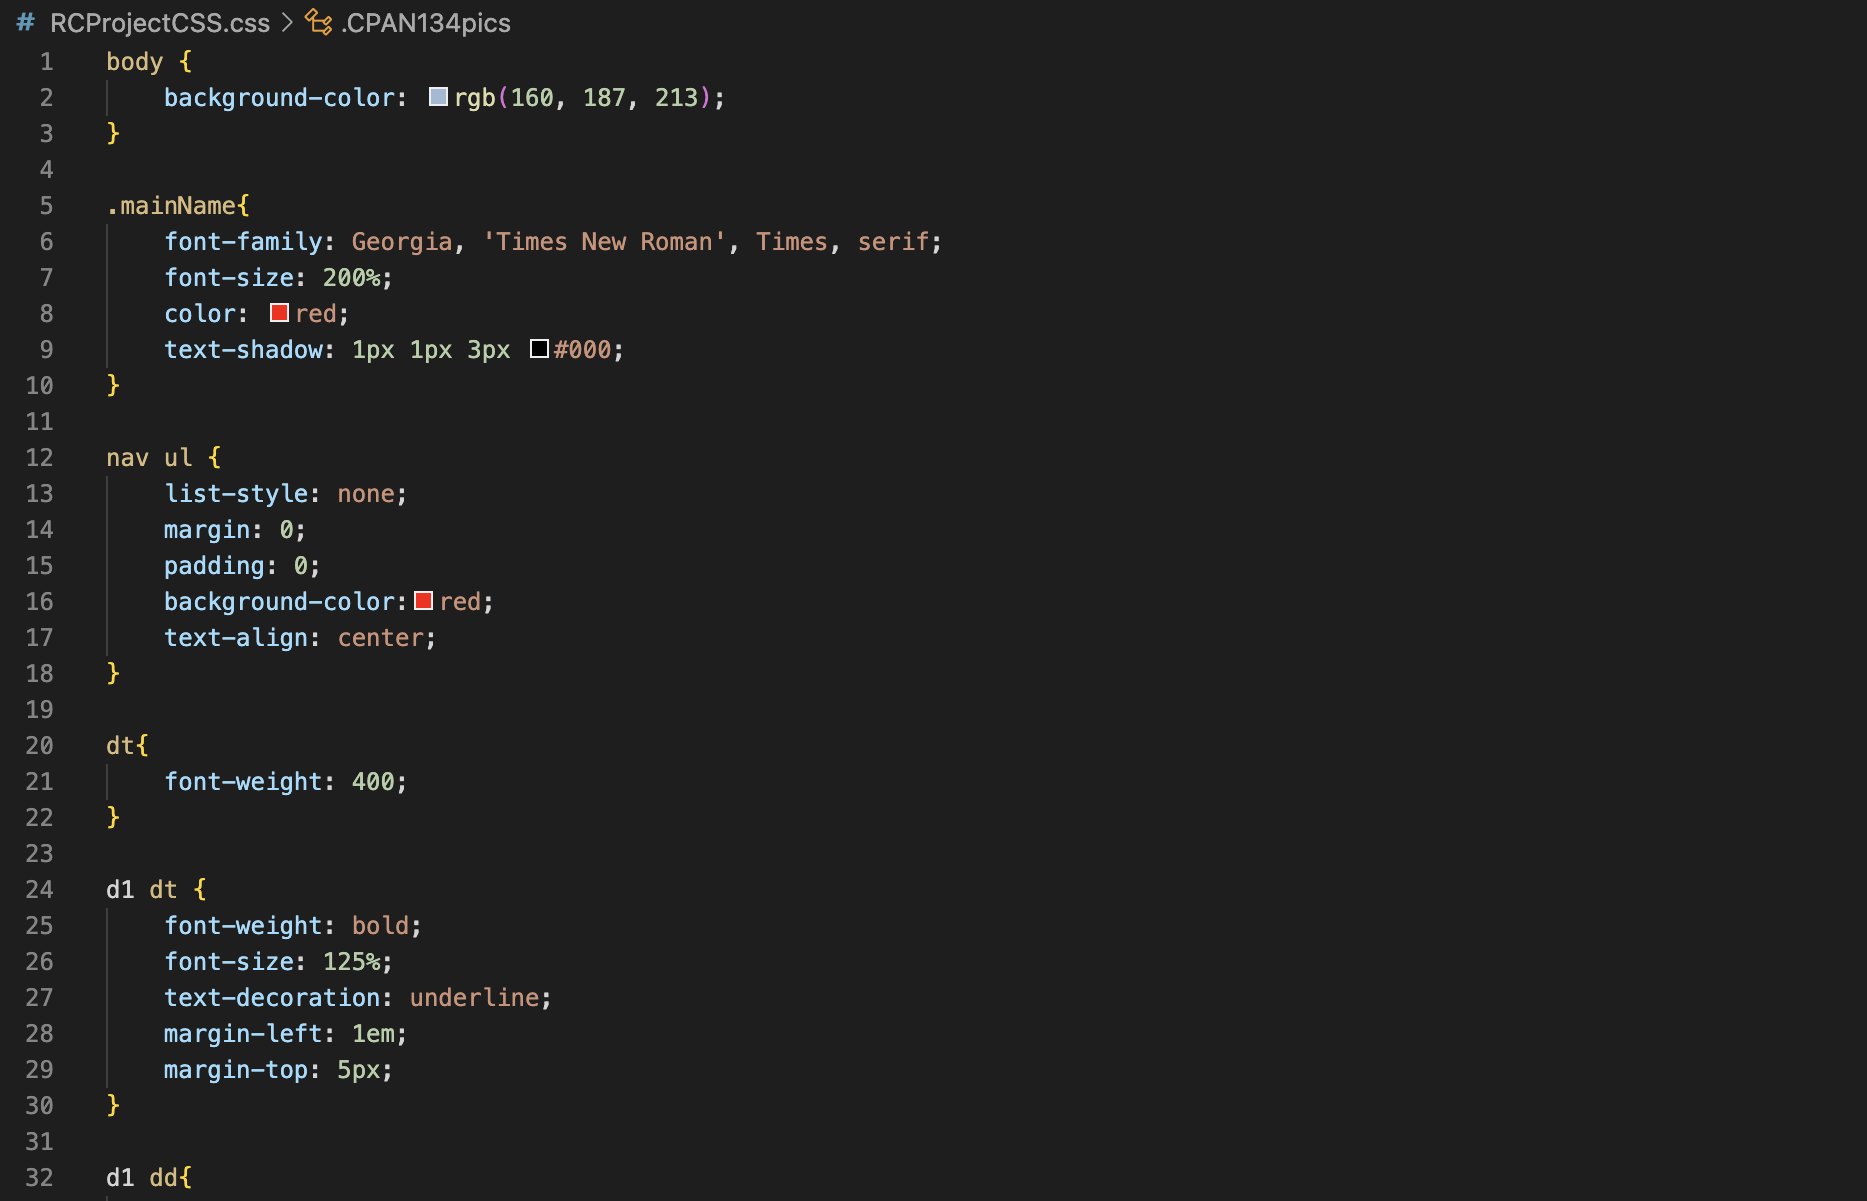 # RCProjectCSS.css > .CPAN134pics
1 body {
2 background-color: rgb(160, 187, 213);
3 }
4
5 .mainName{
6 font-family: Georgia, 'Times New Roman', Times, serif;
7 font-size: 200%;
8 color: red;
9 text-shadow: 1px 1px 3px #000;
10 }
11
12 nav ul {
13 list-style: none;
14 margin: 0;
15 padding: 0;
16 background-color: red;
17 text-align: center;
18 }
19
20 dt{
21 font-weight: 400;
22 }
23
24 d1 dt {
25 font-weight: bold;
26 font-size: 125%;
27 text-decoration: underline;
28 margin-left: 1em;
29 margin-top: 5px;
30 }
31
32 d1 dd{